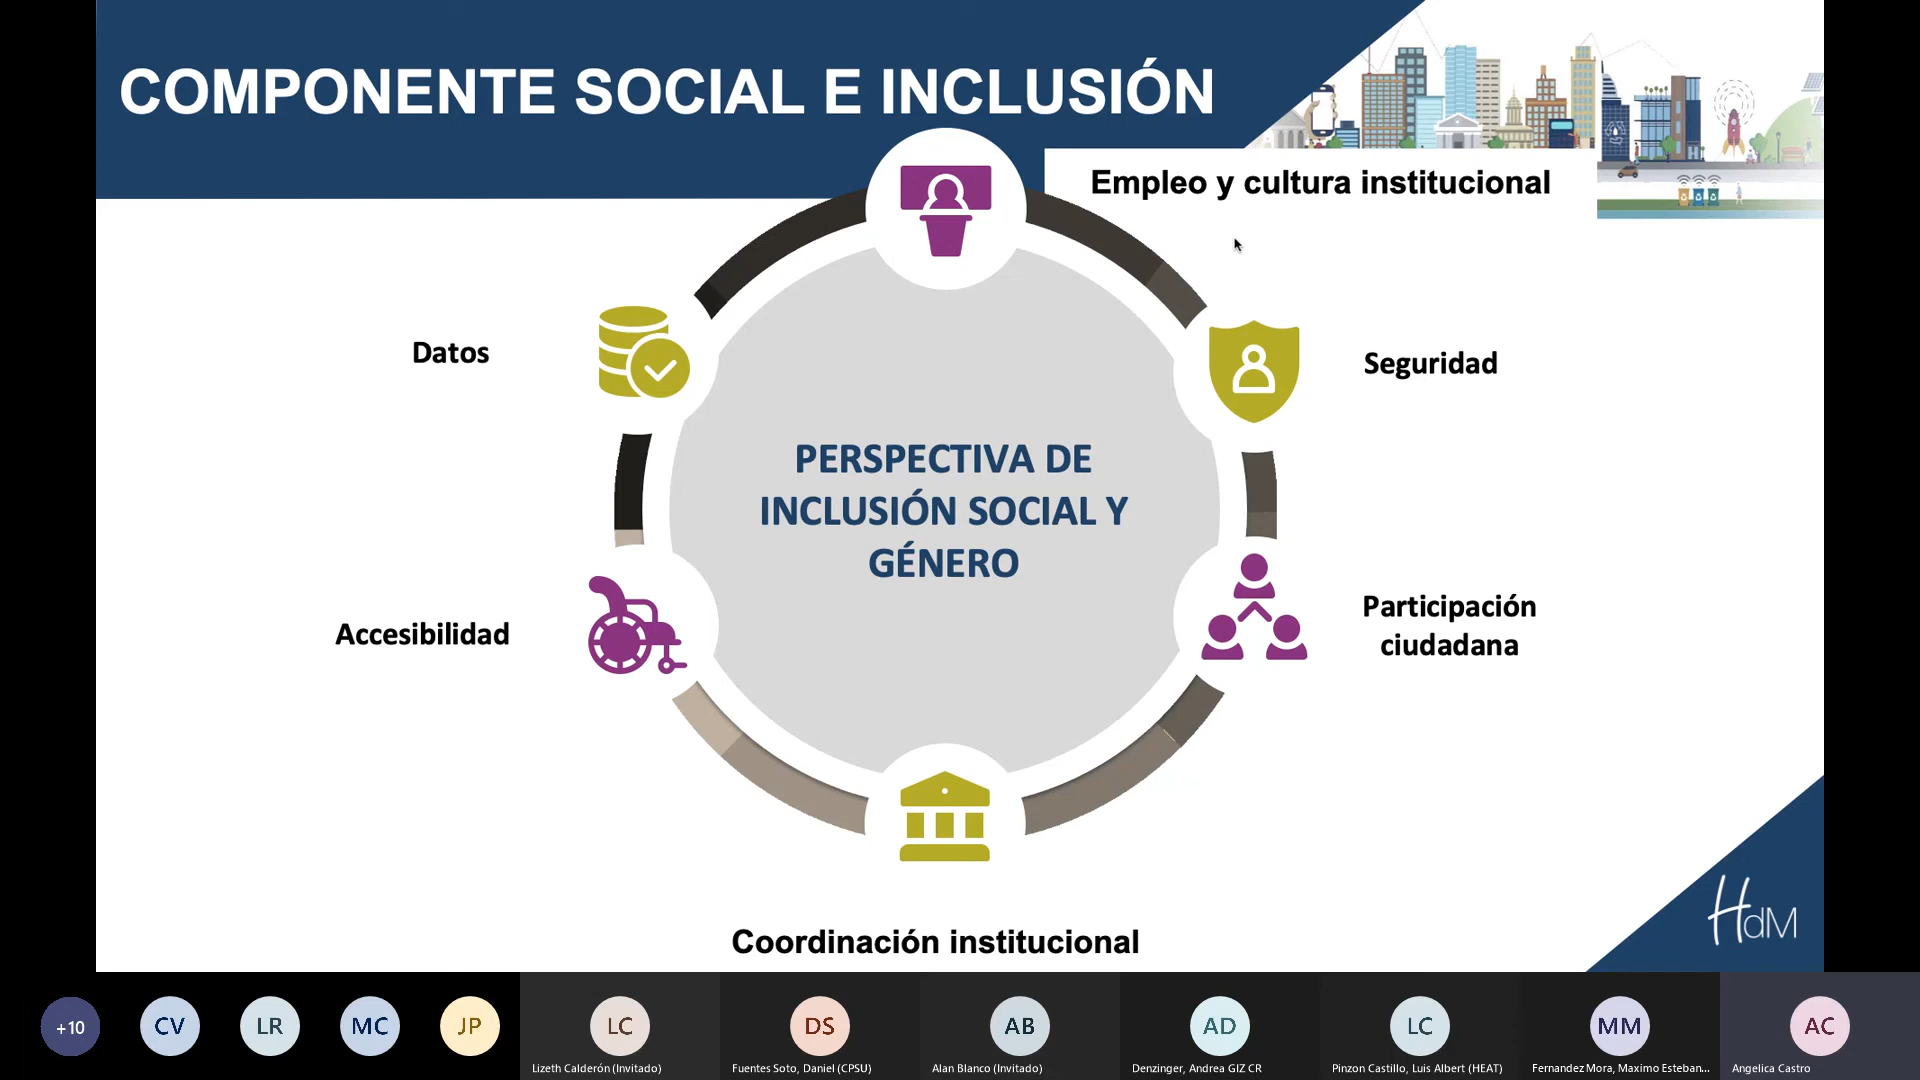 COMPONENTE SOCIAL E INCLUSIÓN
Empleo y cultura institucional
Datos
Seguridad
PERSPECTIVA DE
INCLUSIÓN SOCIAL Y
GÉNERO
Accesibilidad
Participación
ciudadana
Coordinación institucional
HdM
+10
CV
LR
MC
JP
LC
DS
AB
AD
LC
MM
AC
Lizeth Calderón (Invitado)
Fuentes Soto, Daniel (CPSU)
Alan Blanco (Invitado)
Denzinger, Andrea GIZ CR
Pinzon Castillo, Luis Albert (HEAT)
Fernandez Mora, Maximo Esteban...
Angelica Castro